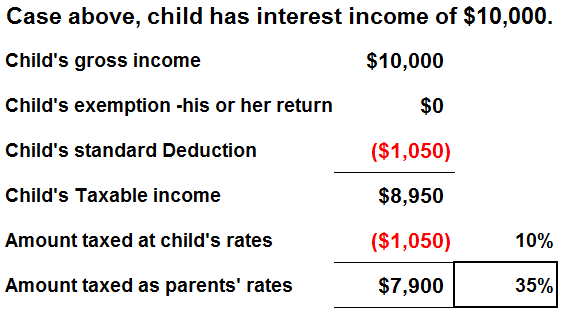 Case above, child has interest income of $10,000.
Child's gross income $10,000
Child's exemption -his or her return $0
Child's standard Deduction ($1,050)
Child's Taxable income $8,950
Amount taxed at child's rates ($1,050) 10%
Amount taxed as parents' rates $7,900 35%